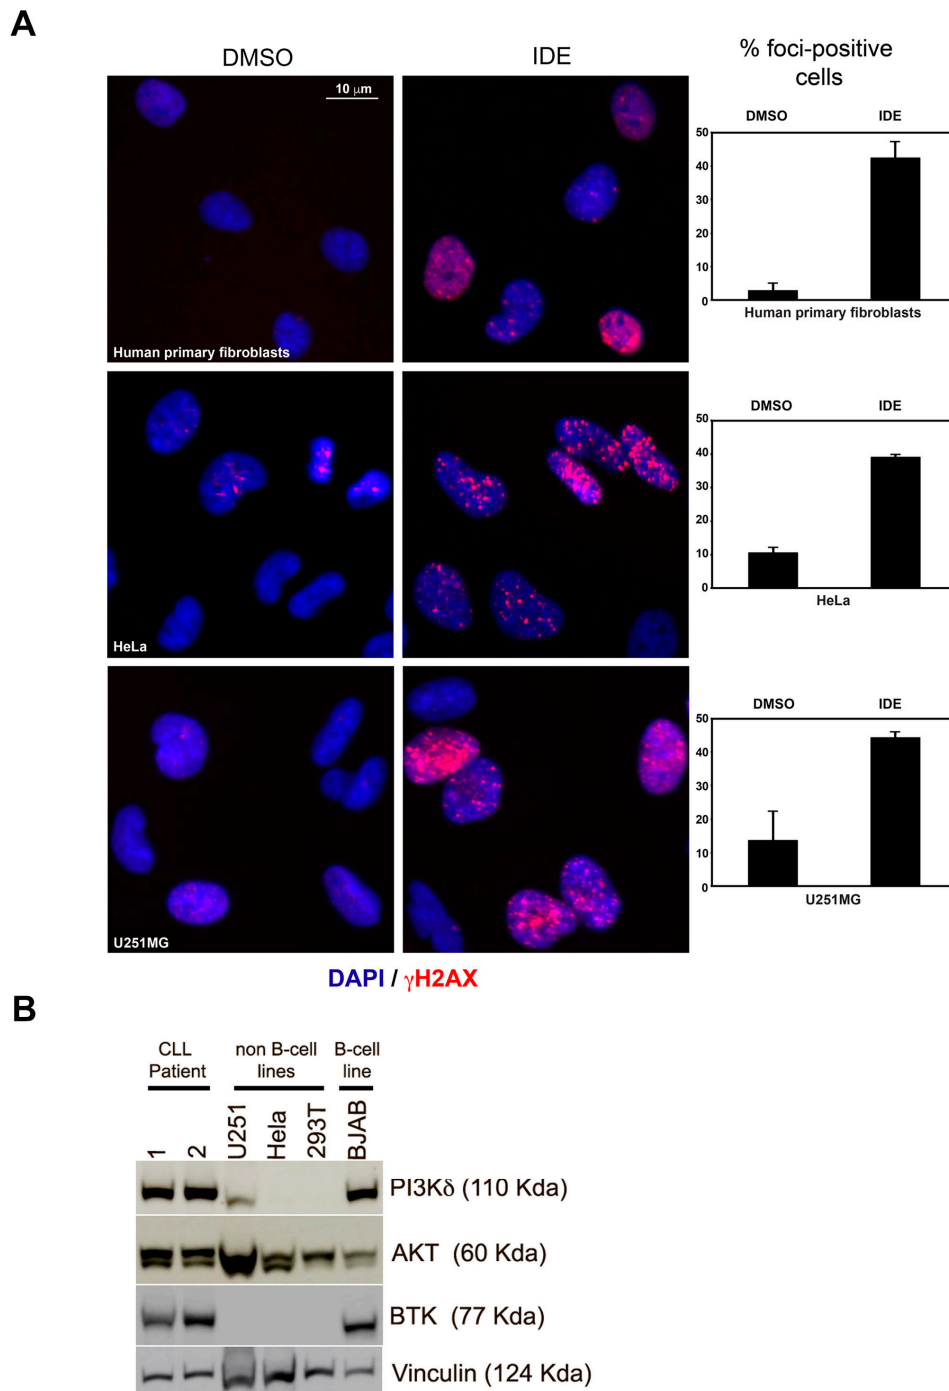 A
DMSO
IDE
% foci-positive
cells
10 µm
Human primary fibroblasts
DMSO IDE
50
40
30
20
10
0
Human primary fibroblasts
HeLa
DMSO IDE
50
40
30
20
10
0
HeLa
U251MG
DMSO IDE
50
40
30
20
10
0
U251MG
DAPI / γH2AX
B
CLL
Patient
non B-cell
lines
B-cell
line
1
2
U251
Hela
293T
BJAB
PI3Kδ (110 Kda)
AKT (60 Kda)
BTK (77 Kda)
Vinculin (124 Kda)